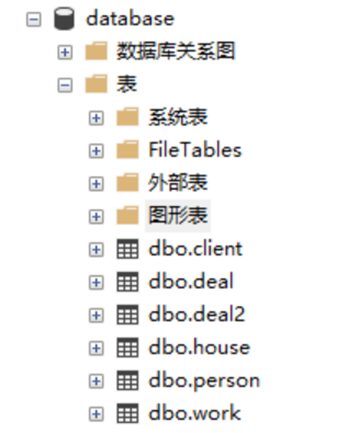 database
数据库关系图
表
系统表
FileTables
外部表
图形表
dbo.client
dbo.deal
dbo.deal2
dbo.house
dbo.person
dbo.work